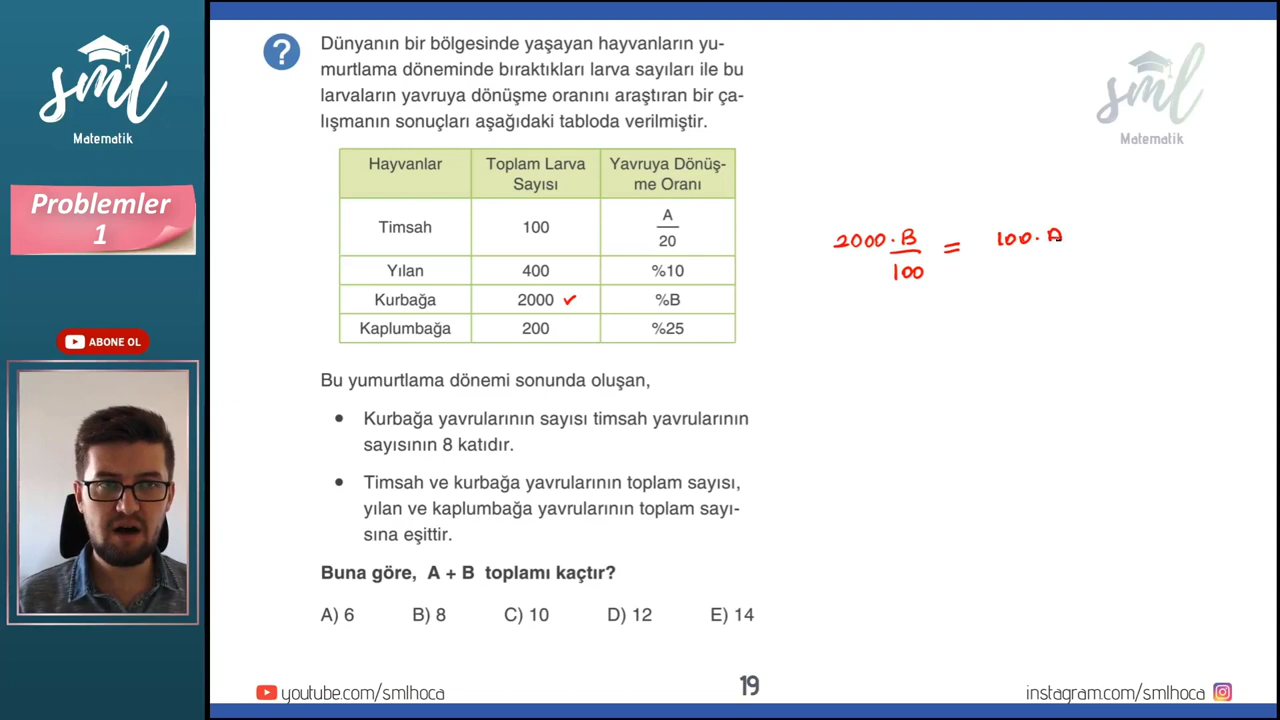 sml
Matematik
Problemler
1
ABONE OL
?
Dünyanın bir bölgesinde yaşayan hayvanların yu-
murtlama döneminde bıraktıkları larva sayıları ile bu
larvaların yavruya dönüşme oranını araştıran bir ça-
lışmanın sonuçları aşağıdaki tabloda verilmiştir.
Hayvanlar Toplam Larva Sayısı Yavruya Dönüş-me Oranı
Timsah 100 A/20
Yılan 400 %10
Kurbağa 2000 ✓ %B
Kaplumbağa 200 %25
Bu yumurtlama dönemi sonunda oluşan,
• Kurbağa yavrularının sayısı timsah yavrularının
sayısının 8 katıdır.
• Timsah ve kurbağa yavrularının toplam sayısı,
yılan ve kaplumbağa yavrularının toplam sayı-
sına eşittir.
Buna göre, A + B toplamı kaçtır?
A) 6 B) 8 C) 10 D) 12 E) 14
sml
Matematik
2000 · B/100 = 100 · A
youtube.com/smlhoca
19
instagram.com/smlhoca